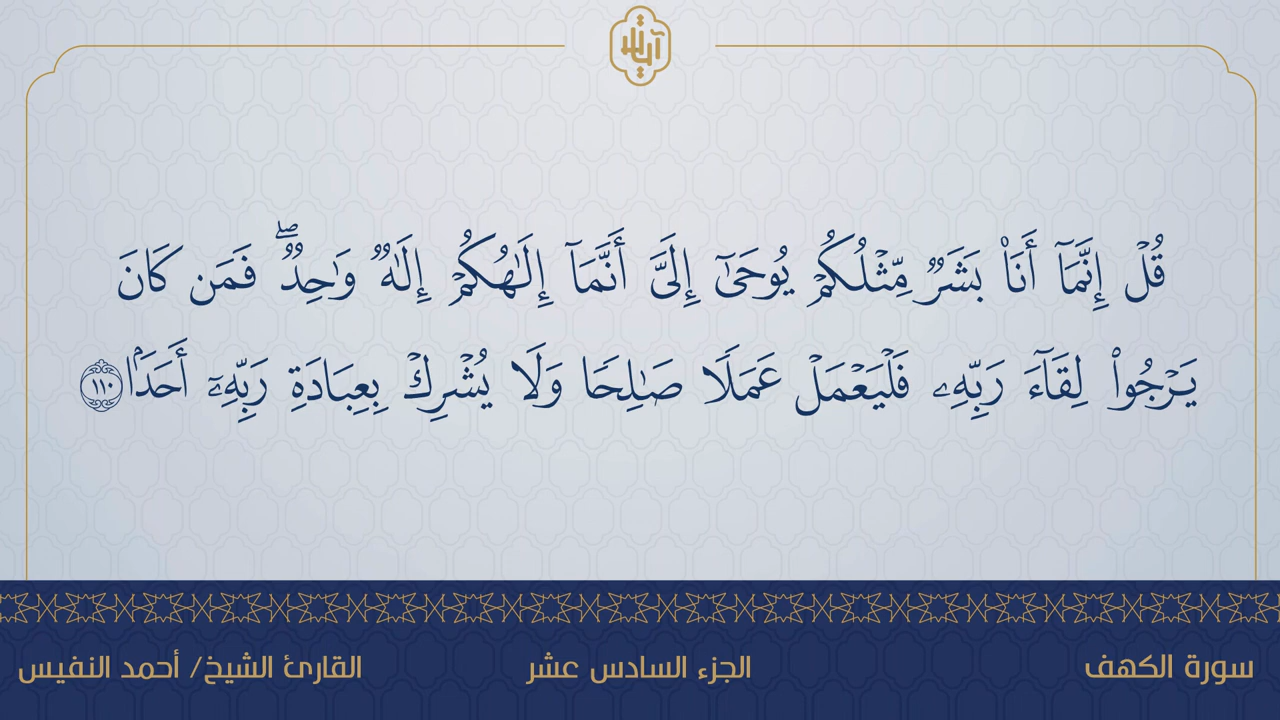 آيات
قُلْ إِنَّمَآ أَنَا۠ بَشَرٌ مِّثْلُكُمْ يُوحَىٰٓ إِلَىَّ أَنَّمَآ إِلَٰهُكُمْ إِلَٰهٌ وَٰحِدٌ ۖ فَمَن كَانَ
يَرْجُوا۟ لِقَآءَ رَبِّهِۦ فَلْيَعْمَلْ عَمَلًا صَٰلِحًا وَلَا يُشْرِكْ بِعِبَادَةِ رَبِّهِۦٓ أَحَدًۢا ١١٠
سورة الكهف
الجزء السادس عشر
القارئ الشيخ/ أحمد النفيس